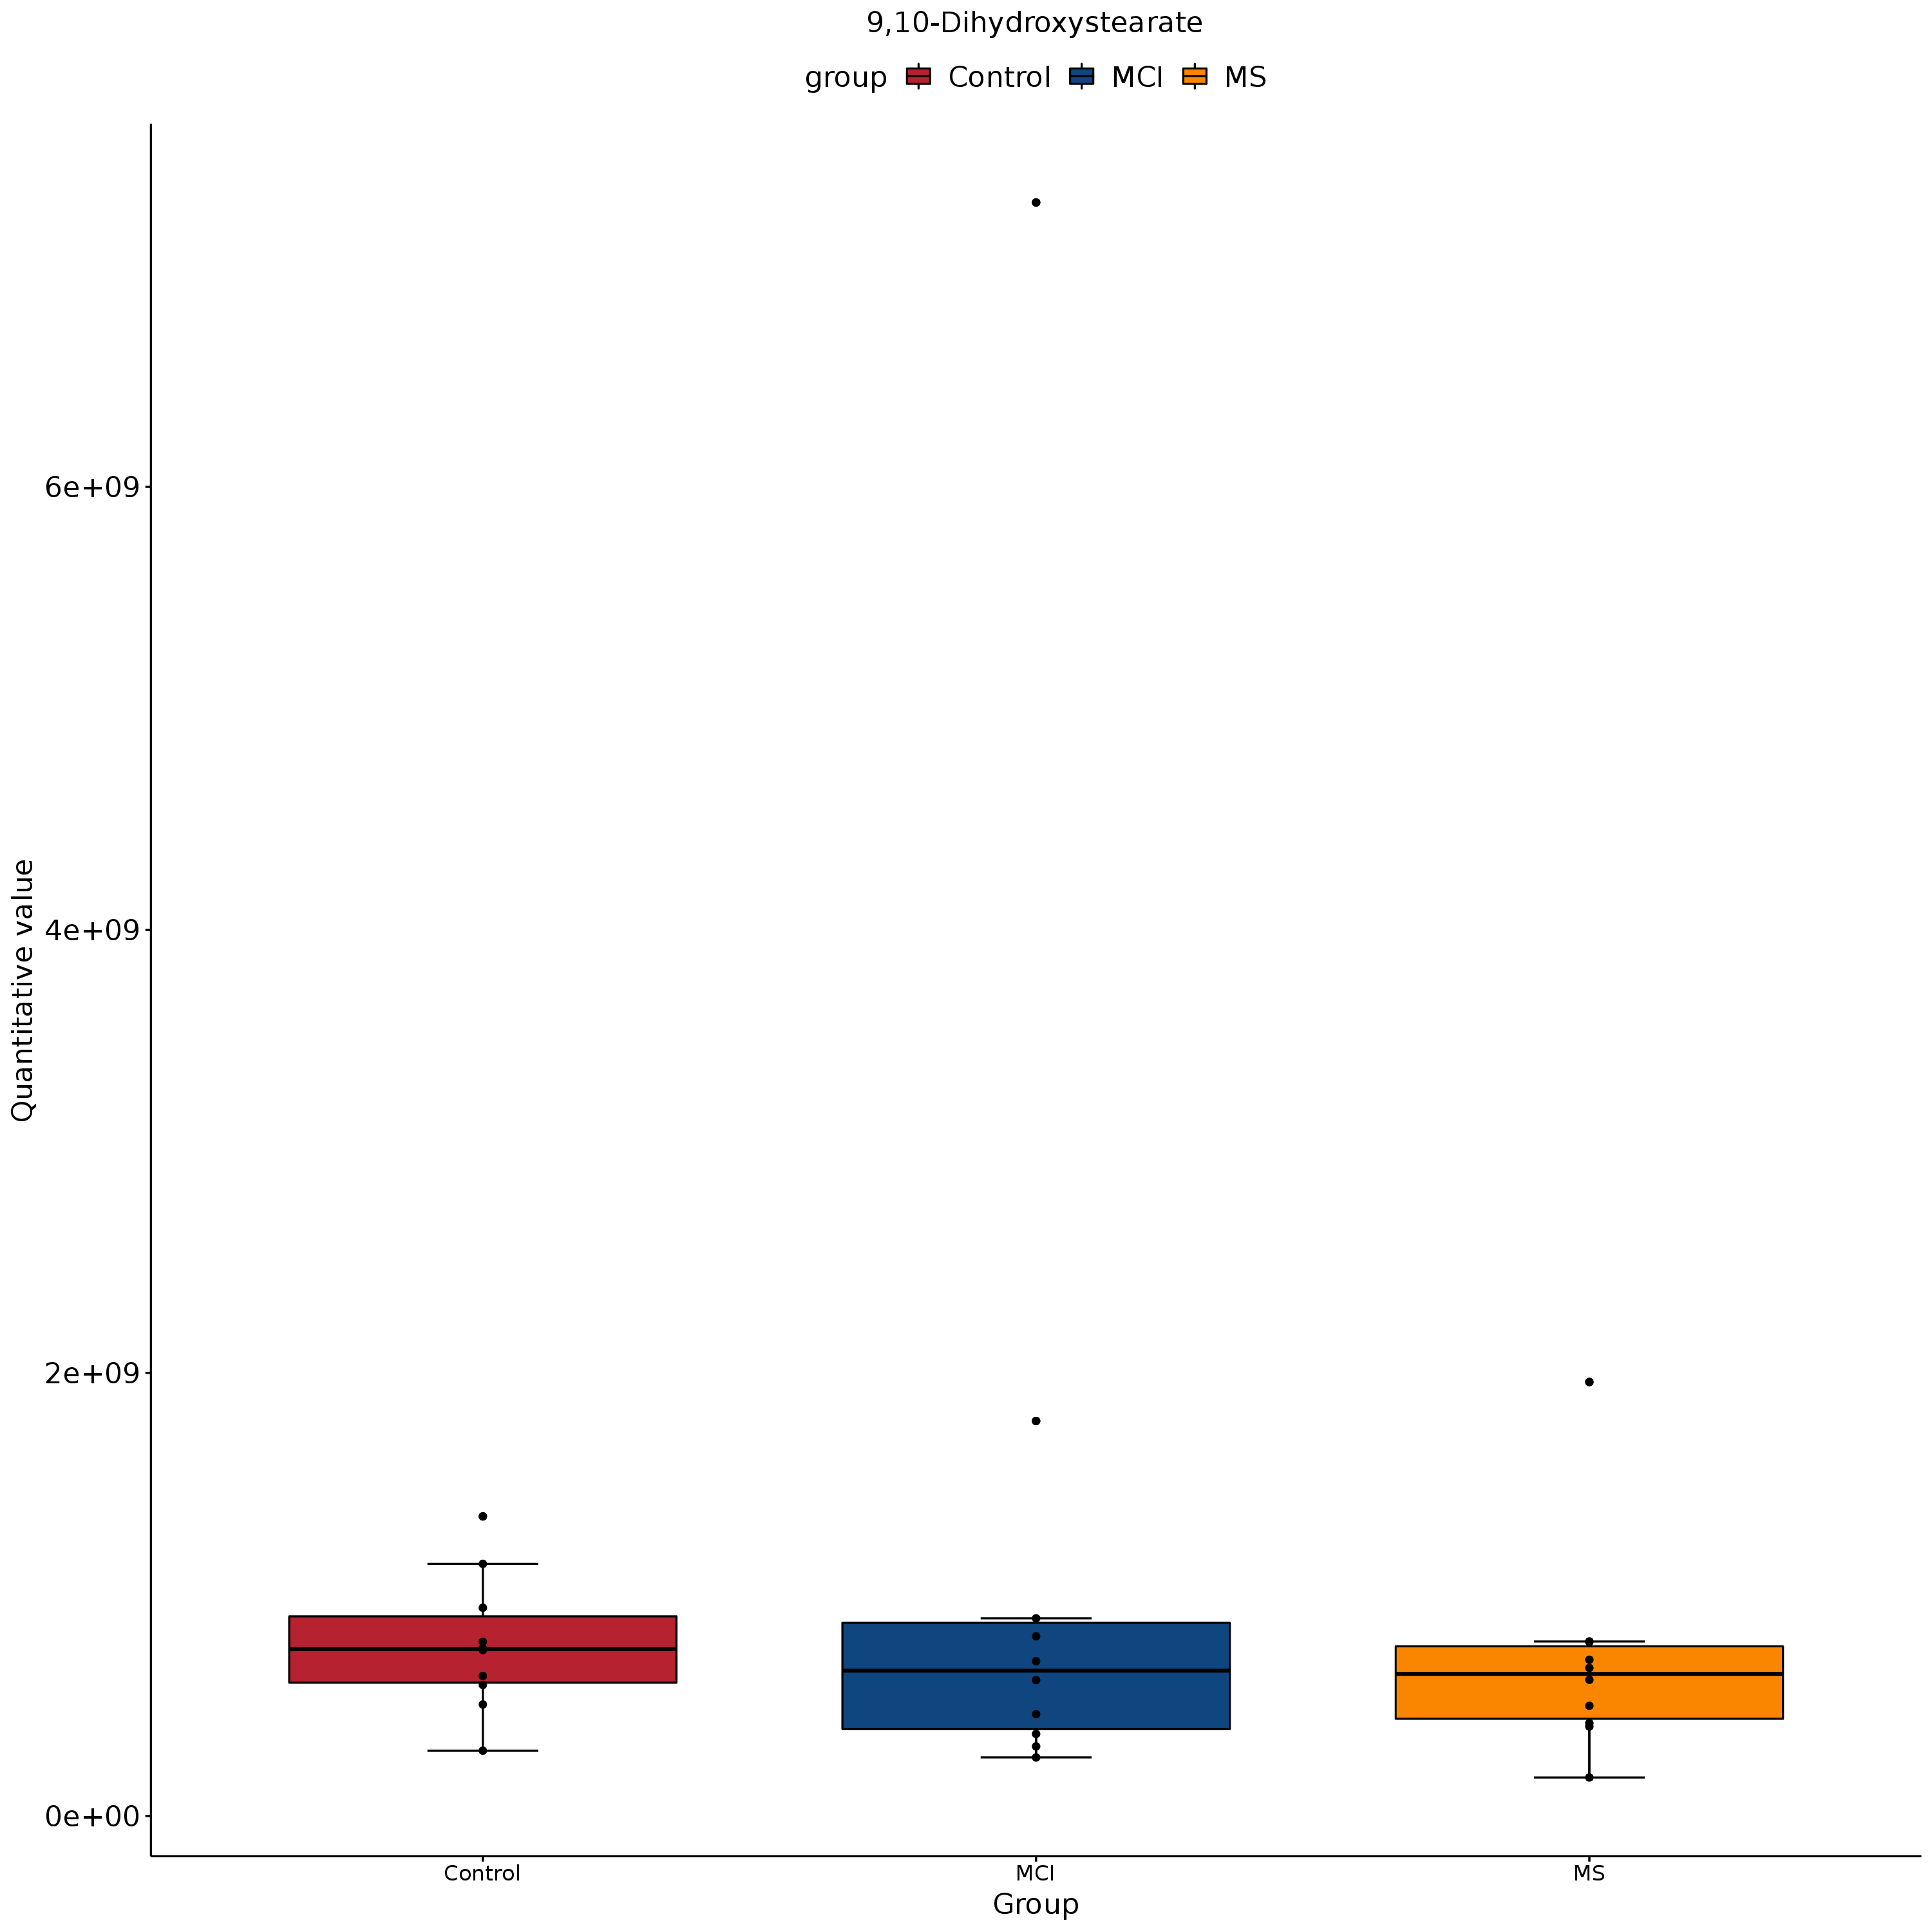 9,10-Dihydroxystearate
group Control MCI MS
Quantitative value
6e+09
4e+09
2e+09
0e+00
Control MCI MS
Group